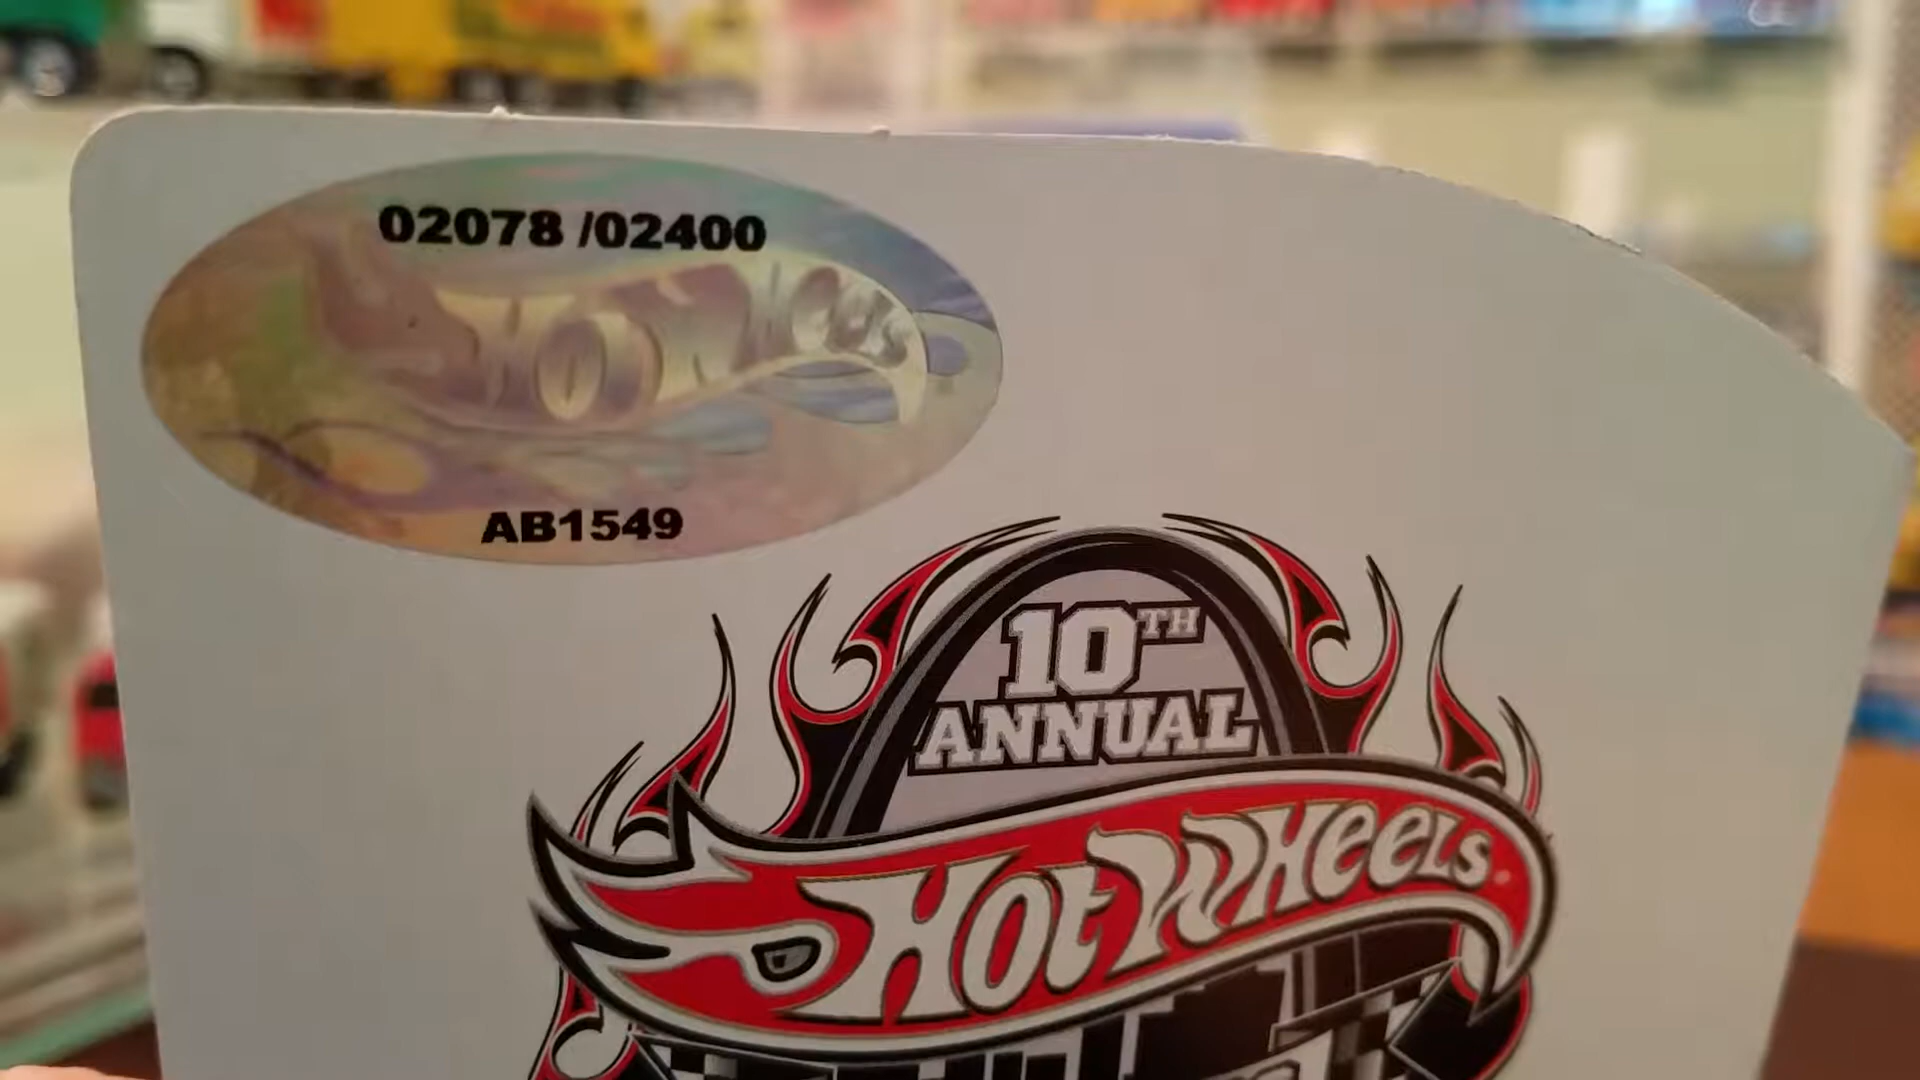 02078 /02400
Hot Wheels
AB1549
10TH
ANNUAL
Hot Wheels